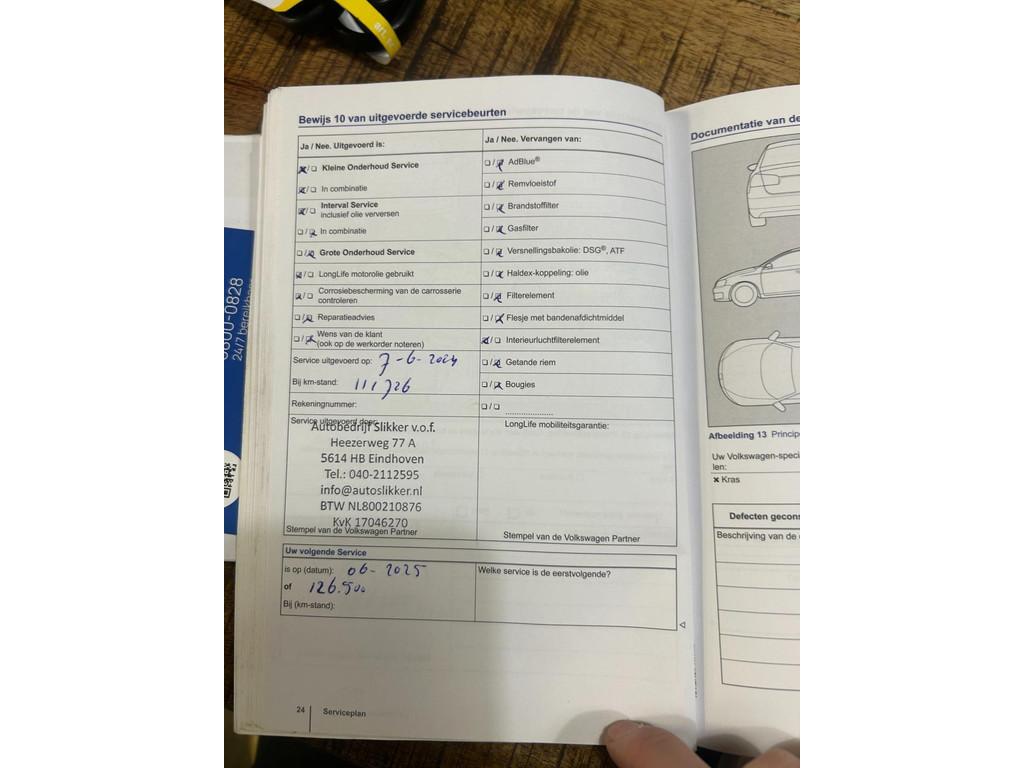 Bewijs 10 van uitgevoerde servicebeurten
Ja / Nee. Uitgevoerd is:
Kleine Onderhoud Service
In combinatie
Interval Service
inclusief olie verversen
In combinatie
Grote Onderhoud Service
LongLife motorolie gebruikt
Corrosiebescherming van de carrosserie
controleren
Reparatieadvies
Wens van de klant
(ook op de werkorder noteren)
Service uitgevoerd op: 7-6-2024
Bij km-stand: 111726
Rekeningnummer:
Service uitgevoerd door:
Autobedrijf Slikker v.o.f.
Heezerweg 77 A
5614 HB Eindhoven
Tel.: 040-2112595
info@autoslikker.nl
BTW NL800210876
KvK 17046270
Stempel van de Volkswagen Partner
Ja / Nee. Vervangen van:
AdBlue®
Remvloeistof
Brandstoffilter
Gasfilter
Versnellingsbakolie: DSG®, ATF
Haldex-koppeling: olie
Filterelement
Flesje met bandenafdichtmiddel
Interieurluchtfilterelement
Getande riem
Bougies
LongLife mobiliteitsgarantie:
Stempel van de Volkswagen Partner
Uw volgende Service
is op (datum): 06-2025
of 126.500
Bij (km-stand):
Welke service is de eerstvolgende?
24 Serviceplan
Documentatie van de
Afbeelding 13 Princip
Uw Volkswagen-speci
len:
✖ Kras
Defecten gecons
Beschrijving van de
0800-0828
24/7 bereikbaar